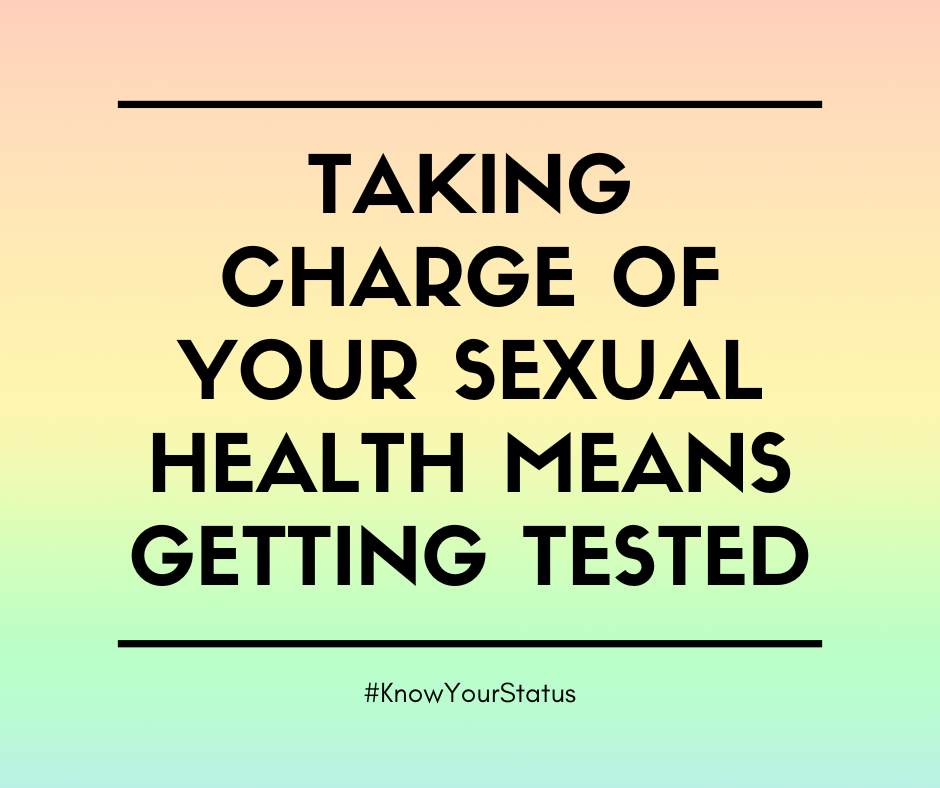 TAKING
CHARGE OF
YOUR SEXUAL
HEALTH MEANS
GETTING TESTED
#KnowYourStatus